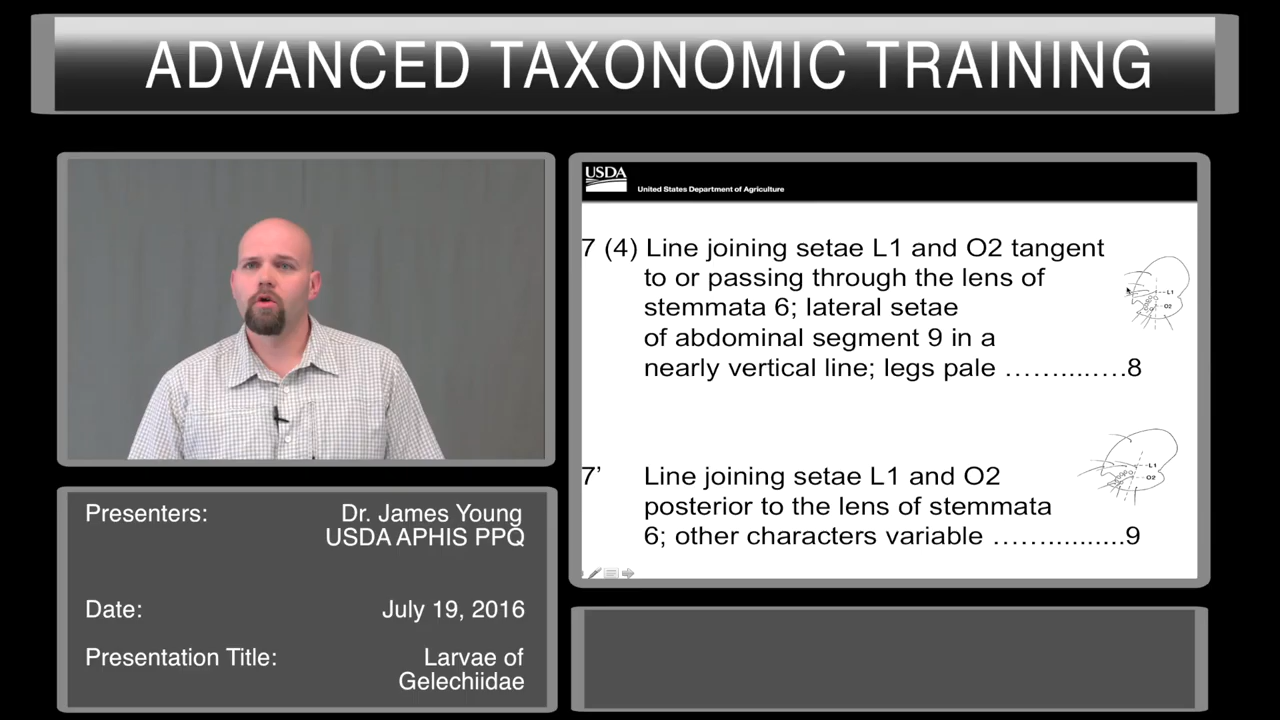 ADVANCED TAXONOMIC TRAINING
USDA
United States Department of Agriculture
7 (4) Line joining setae L1 and O2 tangent
to or passing through the lens of
stemmata 6; lateral setae
of abdominal segment 9 in a
nearly vertical line; legs pale ……....….8
L1
O2
7’ Line joining setae L1 and O2
posterior to the lens of stemmata
6; other characters variable ……..........9
L1
O2
Presenters: Dr. James Young
USDA APHIS PPQ
Date: July 19, 2016
Presentation Title: Larvae of
Gelechiidae